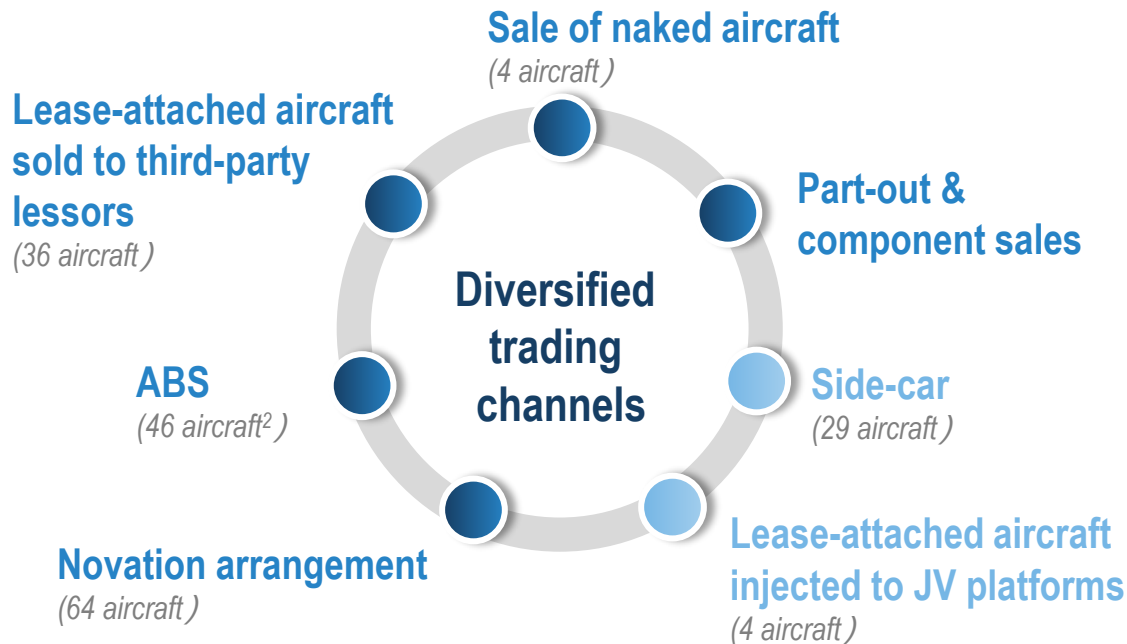 Sale of naked aircraft
(4 aircraft)
Lease-attached aircraft
sold to third-party
lessors
(36 aircraft)
Part-out &
component sales
Diversified
trading
channels
ABS
(46 aircraft²)
Side-car
(29 aircraft)
Novation arrangement
(64 aircraft)
Lease-attached aircraft
injected to JV platforms
(4 aircraft)